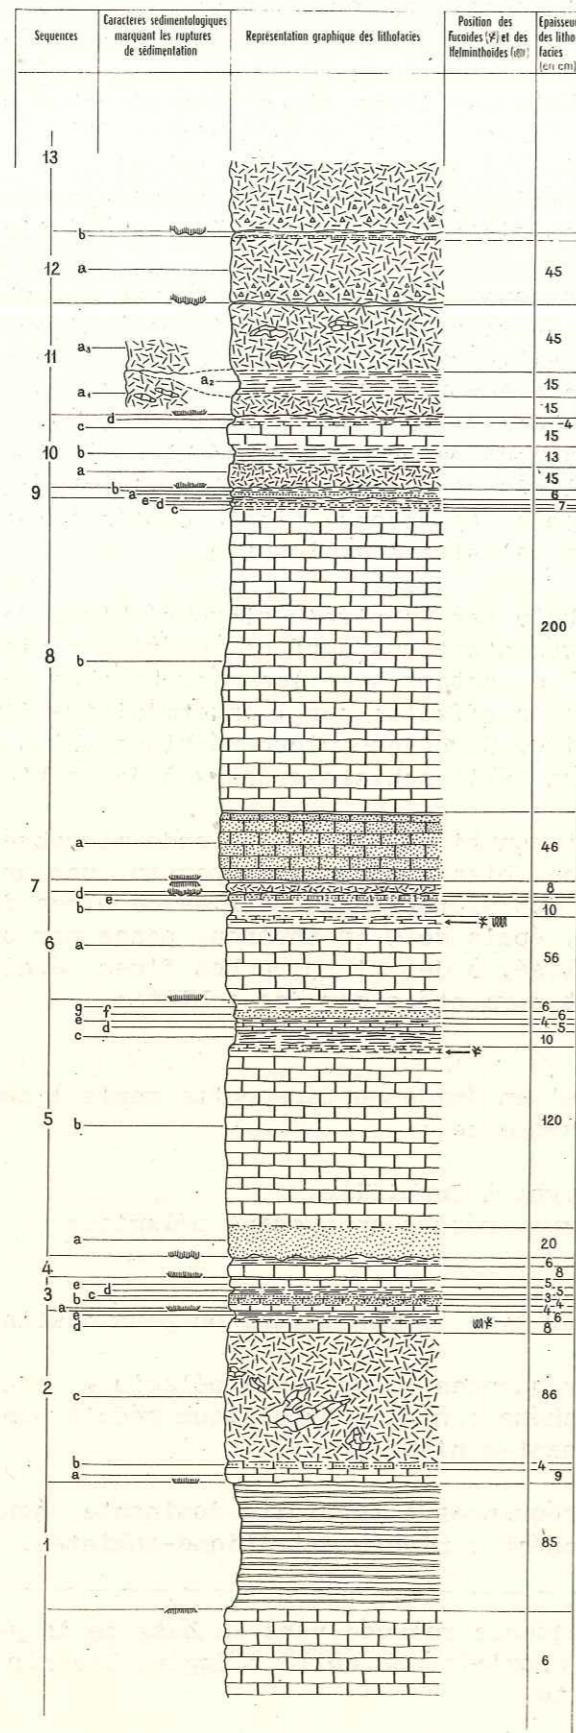 Sequences
Caractères sédimentologiques
marquant les ruptures
de sédimentation
Représentation graphique des lithofacies
Position des
Fucoides ( ) et des
Helminthoïdes ( )
Epaisseur
des litho
facies
(en cm)
13
b
12 a 45
45
a3
11 a2 15
a1 15
d 4
c 15
10 b 13
a 15
b 6
9 a
e 7
d
c
8 b 200
a 46
7 8
d
e
b 10
6 a 56
g 6
f 6
e 4
d 5
c 10
5 b 120
a 20
4 6
8
e d 5
3 c 5
b 3
a 4
4
e 6
d 8
2 c 86
b 4
a 9
1 85
6